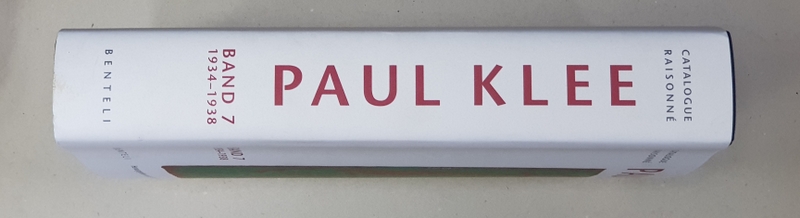 CATALOGUE
RAISONNÉ
PAUL KLEE
BAND 7
1934–1938
BENTELI